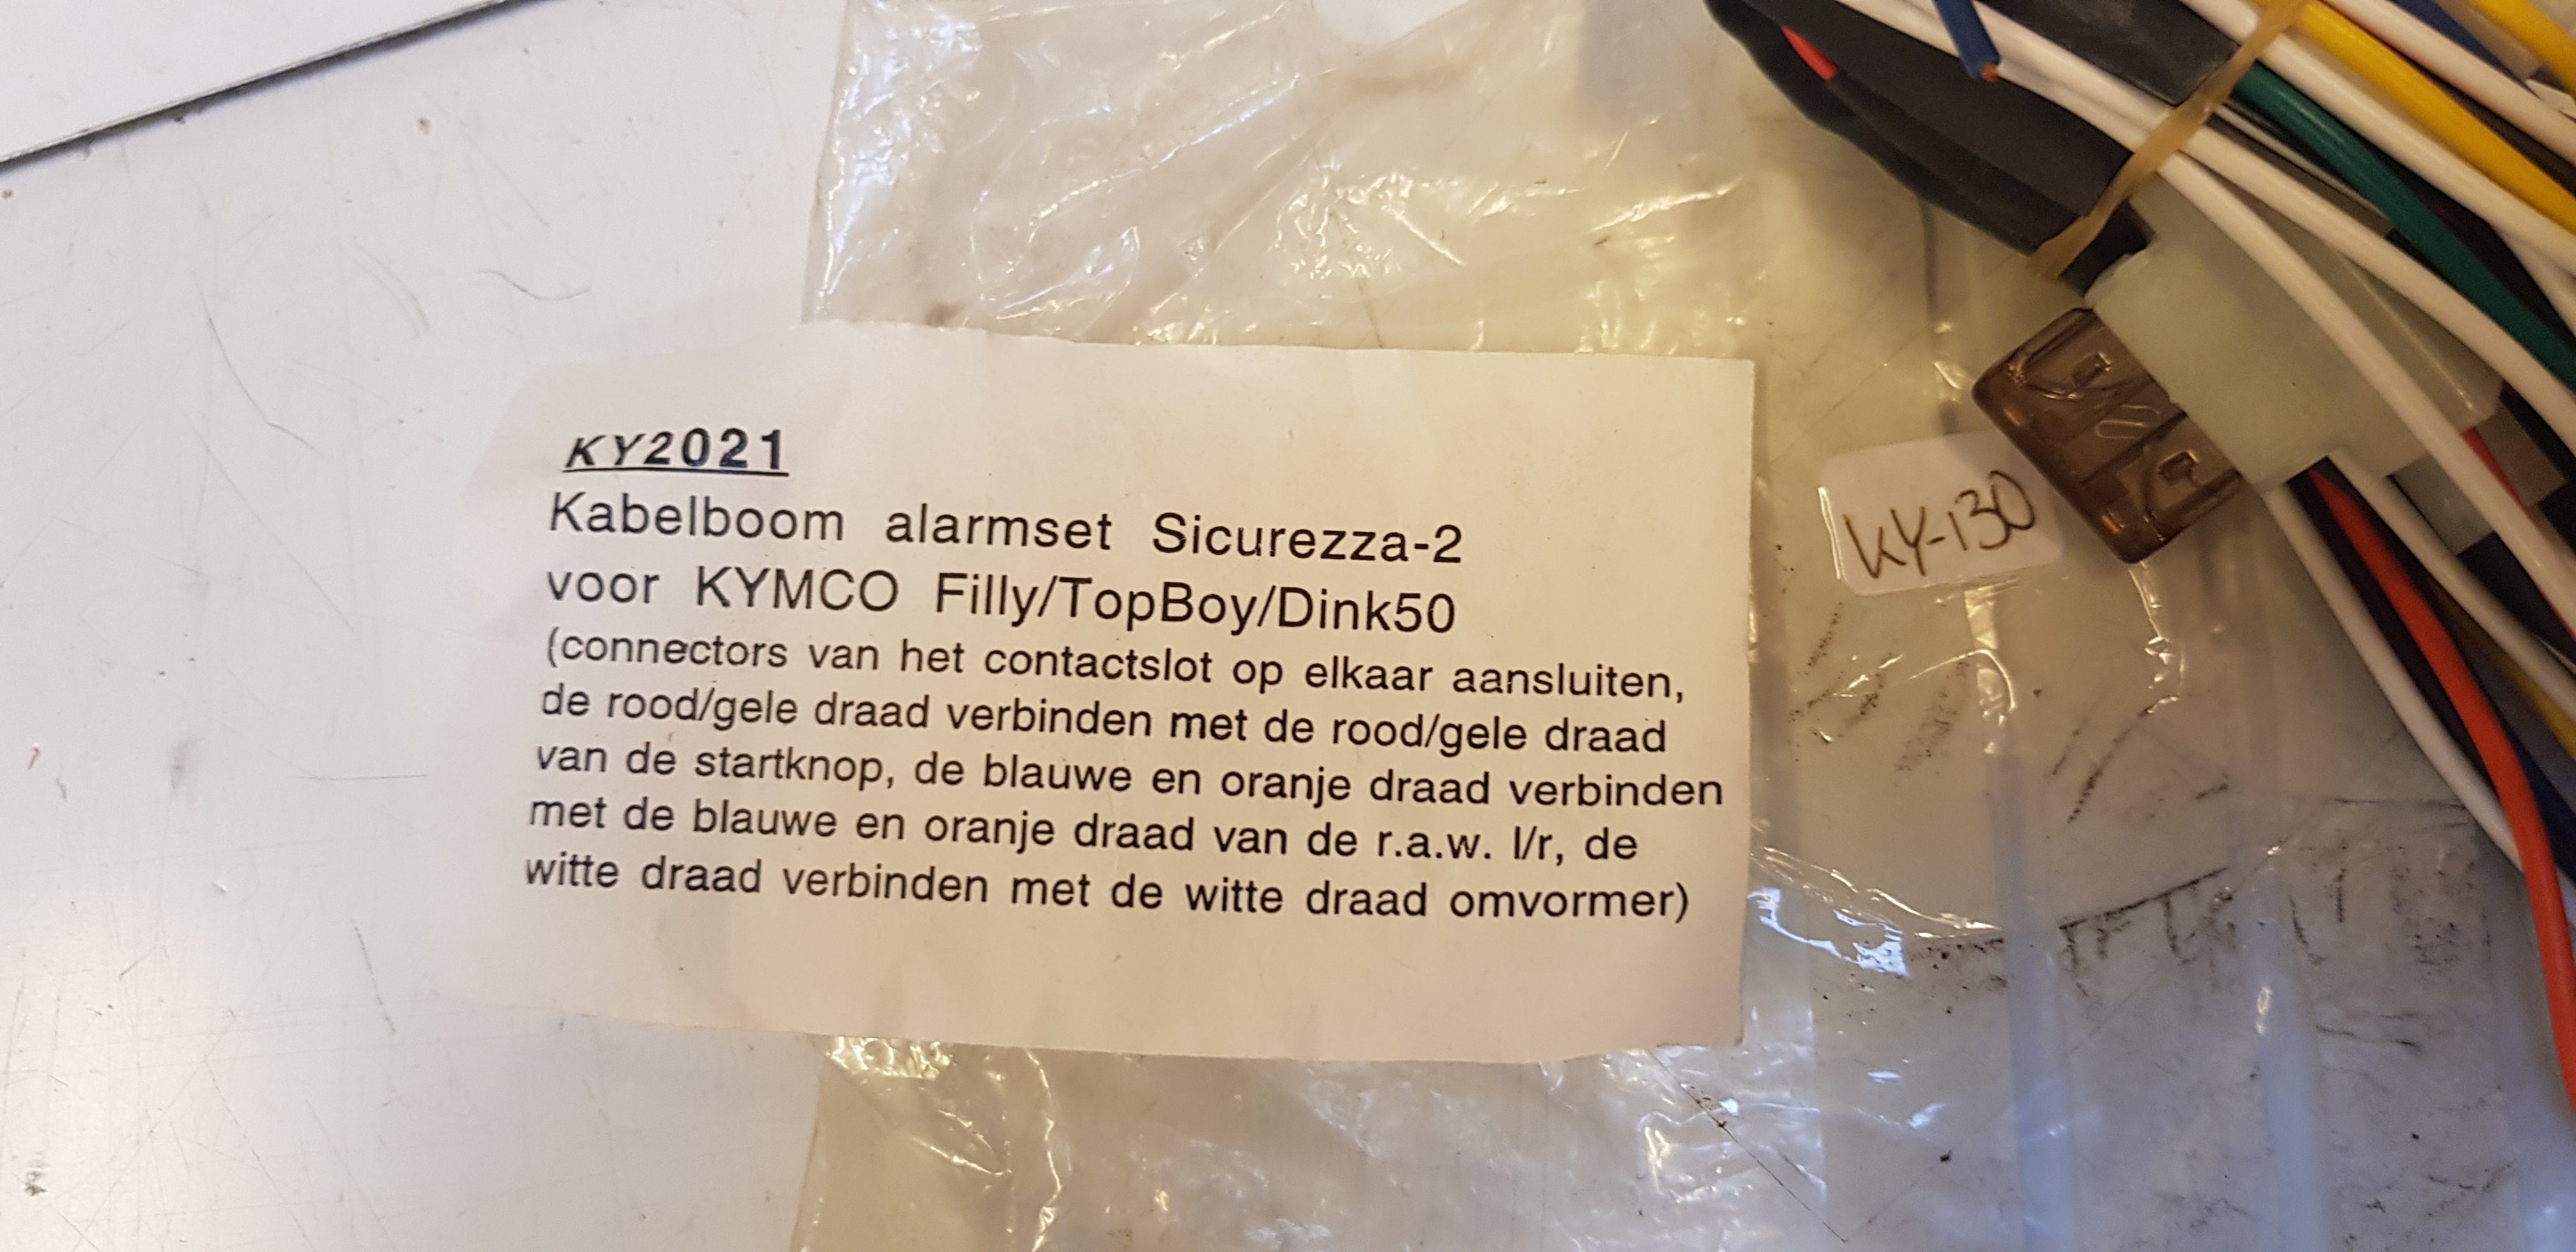 KY2021
Kabelboom alarmset Sicurezza-2
voor KYMCO Filly/TopBoy/Dink50
(connectors van het contactslot op elkaar aansluiten,
de rood/gele draad verbinden met de rood/gele draad
van de startknop, de blauwe en oranje draad verbinden
met de blauwe en oranje draad van de r.a.w. l/r, de
witte draad verbinden met de witte draad omvormer)
KY-130